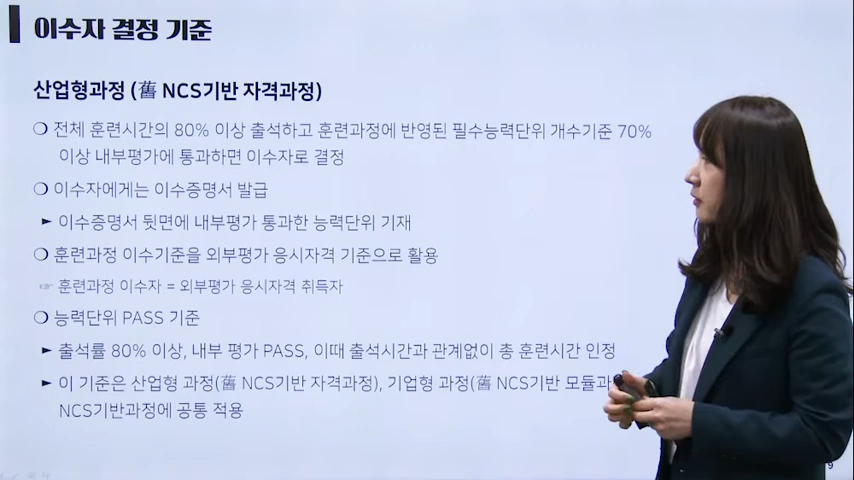 이수자 결정 기준
산업형과정 (舊 NCS기반 자격과정)
❍ 전체 훈련시간의 80% 이상 출석하고 훈련과정에 반영된 필수능력단위 개수기준 70%
이상 내부평가에 통과하면 이수자로 결정
❍ 이수자에게는 이수증명서 발급
► 이수증명서 뒷면에 내부평가 통과한 능력단위 기재
❍ 훈련과정 이수기준을 외부평가 응시자격 기준으로 활용
☞ 훈련과정 이수자 = 외부평가 응시자격 취득자
❍ 능력단위 PASS 기준
► 출석률 80% 이상, 내부 평가 PASS, 이때 출석시간과 관계없이 총 훈련시간 인정
► 이 기준은 산업형 과정(舊 NCS기반 자격과정), 기업형 과정(舊 NCS기반 모듈과
NCS기반과정에 공통 적용
9